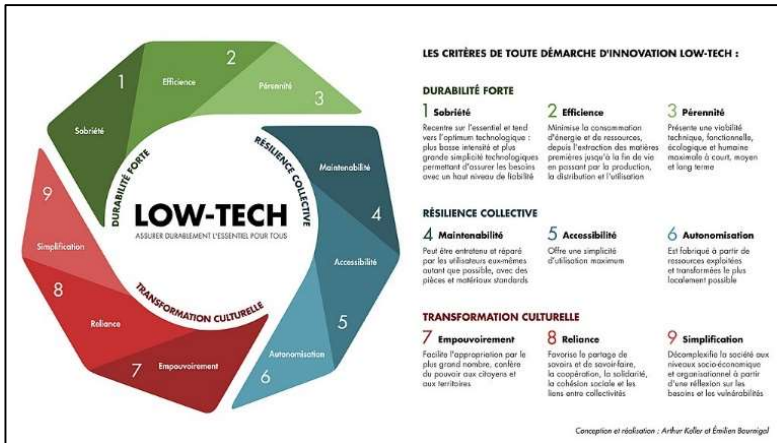 1
Sobriété
2
Efficience
3
Pérennité
Maintenabilité
4
Accessibilité
5
Autonomisation
6
7
Empouvoirement
8
Reliance
9
Simplification
DURABILITÉ FORTE
RÉSILIENCE COLLECTIVE
TRANSFORMATION CULTURELLE
LOW-TECH
ASSURER DURABLEMENT L'ESSENTIEL POUR TOUS
LES CRITÈRES DE TOUTE DÉMARCHE D'INNOVATION LOW-TECH :
DURABILITÉ FORTE
1 Sobriété
Recentre sur l'essentiel et tend
vers l'optimum technologique :
plus basse intensité et plus
grande simplicité technologiques
permettant d'assurer les besoins
avec un haut niveau de fiabilité
2 Efficience
Minimise la consommation
d'énergie et de ressources,
depuis l'extraction des matières
premières jusqu'à la fin de vie
en passant par la production,
la distribution et l'utilisation
3 Pérennité
Présente une viabilité
technique, fonctionnelle,
écologique et humaine
maximale à court, moyen
et long terme
RÉSILIENCE COLLECTIVE
4 Maintenabilité
Peut être entretenu et réparé
par les utilisateurs eux-mêmes
autant que possible, avec des
pièces et matériaux standards
5 Accessibilité
Offre une simplicité
d'utilisation maximum
6 Autonomisation
Est fabriqué à partir de
ressources exploitées
et transformées le plus
localement possible
TRANSFORMATION CULTURELLE
7 Empouvoirement
Facilite l'appropriation par le
plus grand nombre, confère
du pouvoir aux citoyens et
aux territoires
8 Reliance
Favorise le partage de
savoirs et de savoir-faire,
la coopération, la solidarité,
la cohésion sociale et les
liens entre collectivités
9 Simplification
Décomplexifie la société aux
niveaux socio-économique
et organisationnel à partir
d'une réflexion sur les
besoins et les vulnérabilités
Conception et réalisation : Arthur Keller et Émilien Bournigal